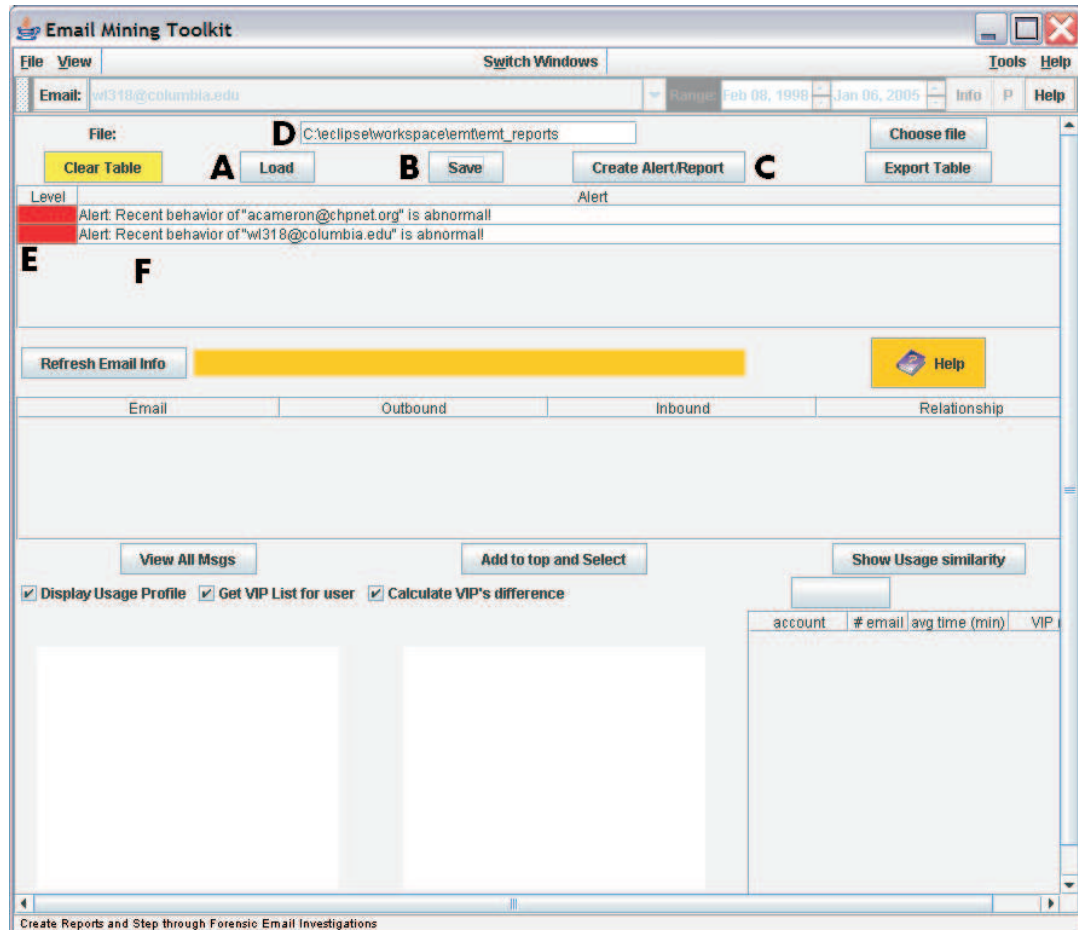 Email Mining Toolkit
File View Switch Windows Tools Help
Email: wl318@columbia.edu Range: Feb 08, 1998 Jan 06, 2005 Info P Help
File: D C:\eclipse\workspace\emt\emt_reports Choose file
Clear Table A Load B Save Create Alert/Report C Export Table
Level Alert
Alert: Recent behavior of "acameron@chpnet.org" is abnormal!
Alert: Recent behavior of "wl318@columbia.edu" is abnormal!
E F
Refresh Email Info Help
Email Outbound Inbound Relationship
View All Msgs Add to top and Select Show Usage similarity
Display Usage Profile Get VIP List for user Calculate VIP's difference
account # email avg time (min) VIP
Create Reports and Step through Forensic Email Investigations